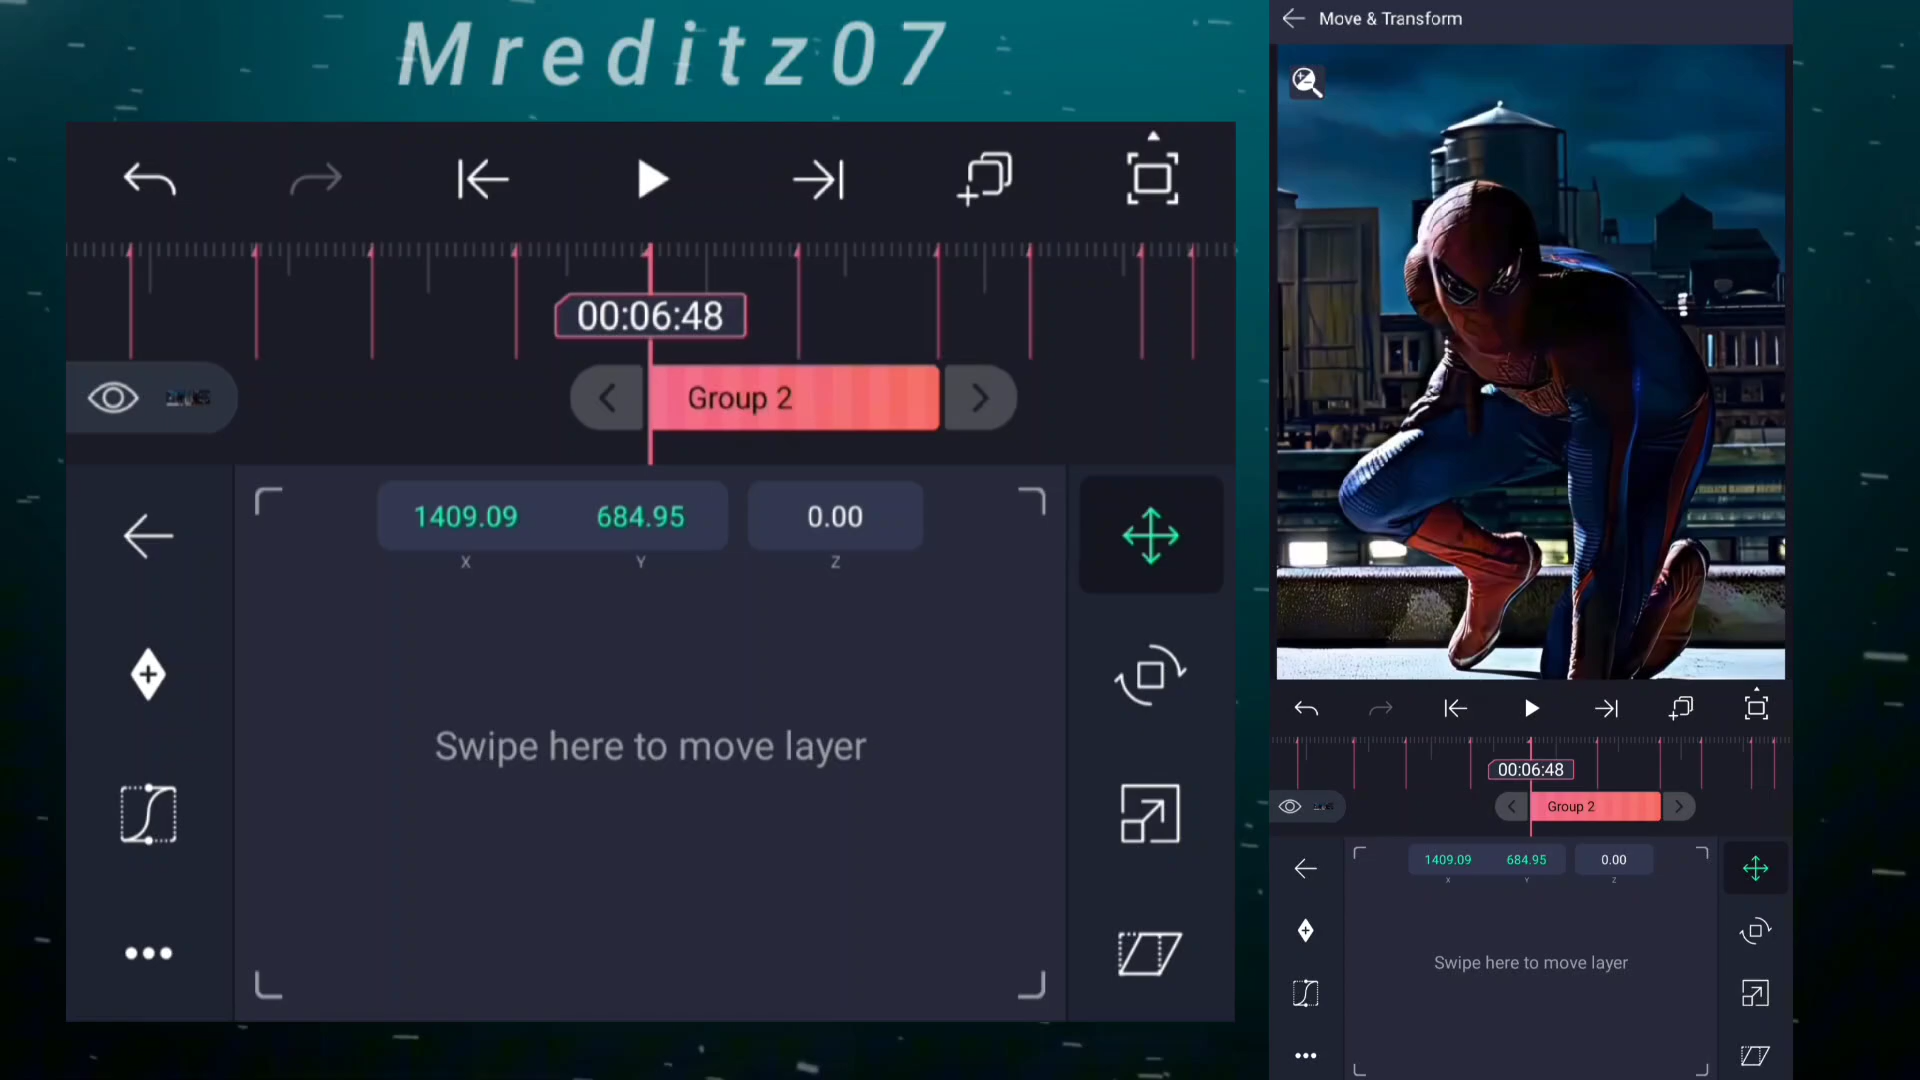 Mreditz07
00:06:48
Group 2
1409.09 684.95 0.00
X Y Z
Swipe here to move layer
Move & Transform
00:06:48
Group 2
1409.09 684.95 0.00
X Y Z
Swipe here to move layer